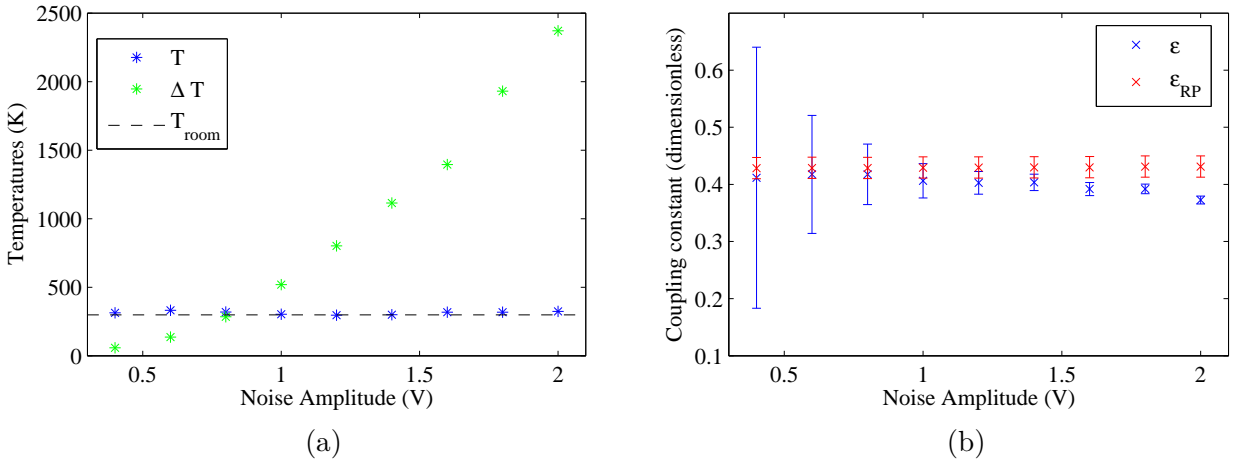 Temperatures (K)
2500
2000
1500
1000
500
0
T
Δ T
T_room
0.5
1
1.5
2
Noise Amplitude (V)
(a)
Coupling constant (dimensionless)
0.6
0.5
0.4
0.3
0.2
0.1
ε
ε_RP
0.5
1
1.5
2
Noise Amplitude (V)
(b)